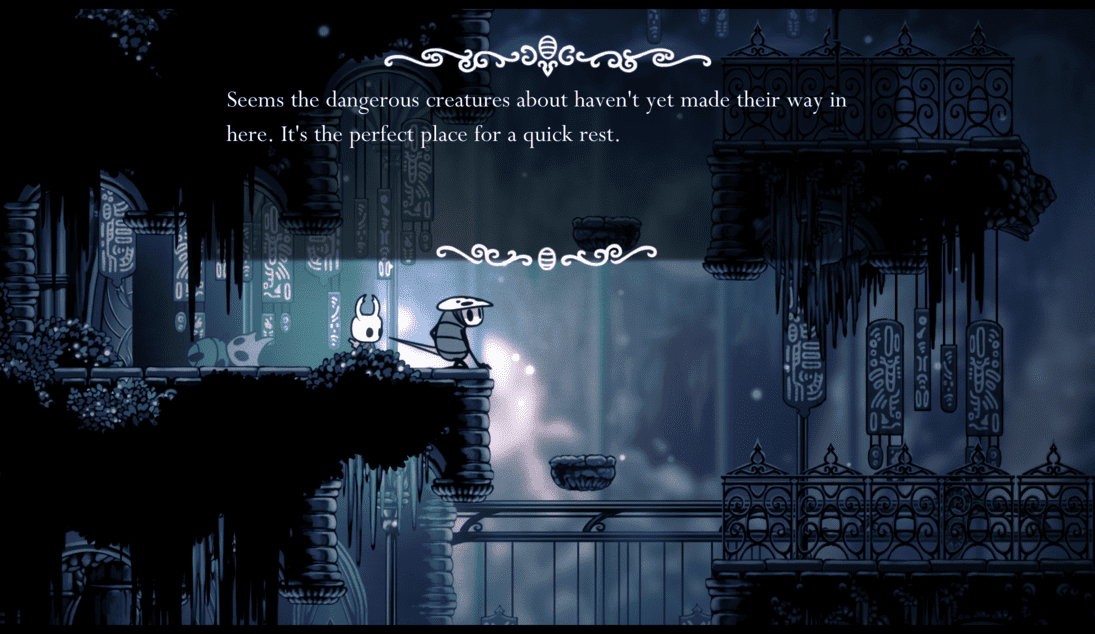 Seems the dangerous creatures about haven't yet made their way in
here. It's the perfect place for a quick rest.